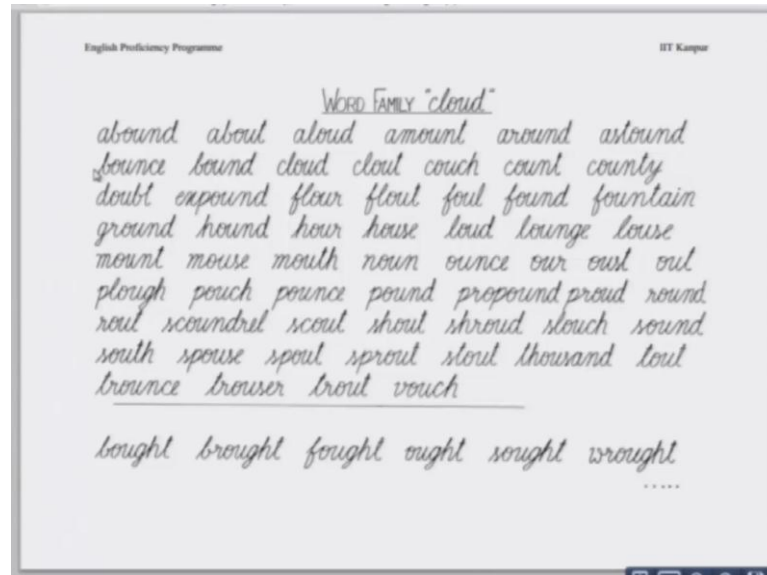 English Proficiency Programme IIT Kanpur
WORD FAMILY "cloud"
abound about aloud amount around astound
bounce bound cloud clout couch count county
doubt expound flour flout foul found fountain
ground hound hour house loud lounge louse
mount mouse mouth noun ounce our oust out
plough pouch pounce pound propound proud round
rout scoundrel scout shout shroud slouch sound
south spouse spout sprout stout thousand tout
trounce trouser trout vouch
bought brought fought ought sought wrought
.....